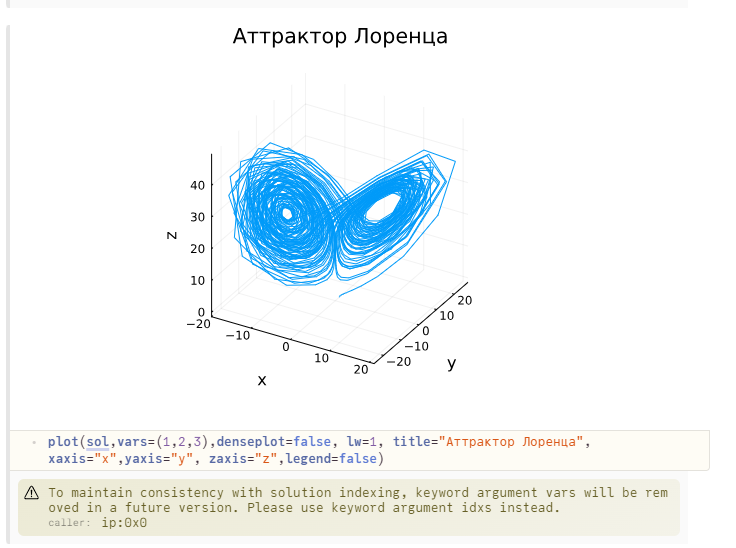 Аттрактор Лоренца
40
30
20
10
0
z
−20
−10
0
10
20
x
−20
−10
0
10
20
y
plot(sol,vars=(1,2,3),denseplot=false, lw=1, title="Аттрактор Лоренца",
xaxis="x",yaxis="y", zaxis="z",legend=false)
To maintain consistency with solution indexing, keyword argument vars will be rem
oved in a future version. Please use keyword argument idxs instead.
caller: ip:0x0